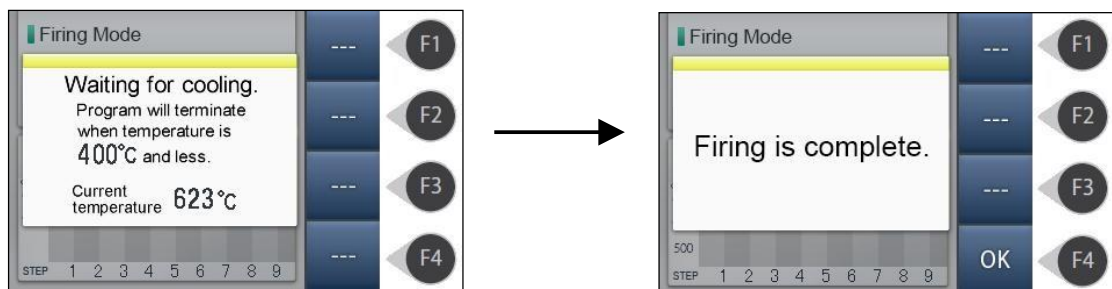 Firing Mode
Waiting for cooling.
Program will terminate
when temperature is
400°C and less.
Current
temperature 623°C
STEP 1 2 3 4 5 6 7 8 9
--- F1
--- F2
--- F3
--- F4
Firing Mode
Firing is complete.
500
STEP 1 2 3 4 5 6 7 8 9
--- F1
--- F2
--- F3
OK F4